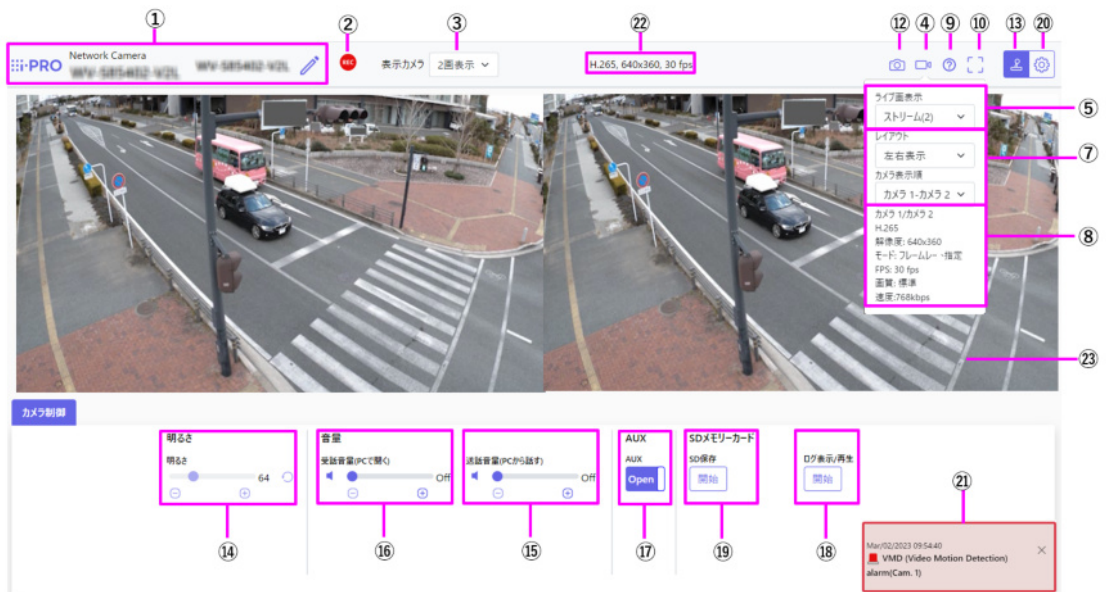 ① ② ③ ㉒ ⑫ ④ ⑨ ⑩ ⑬ ⑳
i-PRO Network Camera
WV-S85402-V2L WV-S85402-V2L
REC 表示カメラ 2画表示 H.265, 640x360, 30 fps
ライブ画表示
ストリーム(2)
⑤
レイアウト
左右表示
⑦
カメラ表示順
カメラ 1-カメラ 2
カメラ 1/カメラ 2
H.265
⑧
解像度: 640x360
モード: フレームレート指定
FPS: 30 fps
画質: 標準
速度:768kbps
㉓
カメラ制御
明るさ 音量 AUX SDメモリーカード
明るさ 受話音量(PCで聞く) 送話音量(PCから話す) AUX SD保存 ログ表示/再生
64 Off Off Open 開始 開始
㉑
⑭ ⑯ ⑮ ⑰ ⑲ ⑱
Mar/02/2023 09:54:40
VMD (Video Motion Detection)
alarm(Cam. 1)